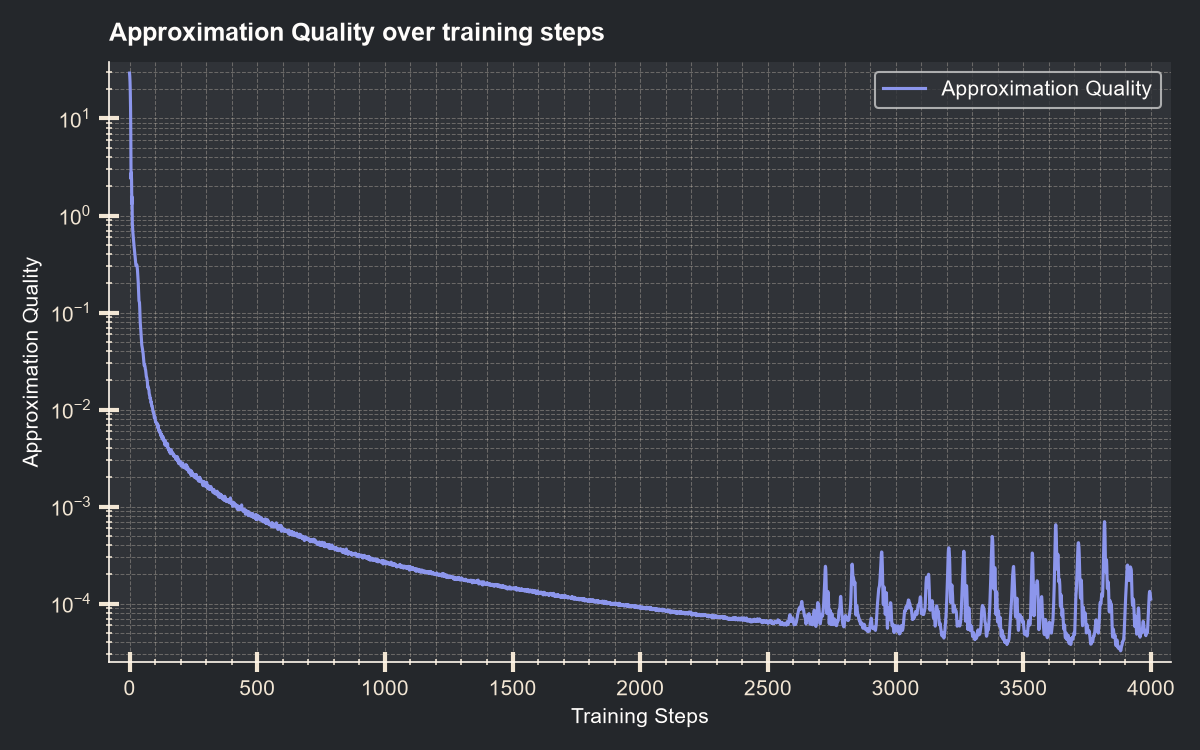 Approximation Quality over training steps
Approximation Quality
Approximation Quality
10¹
10⁰
10⁻¹
10⁻²
10⁻³
10⁻⁴
0 500 1000 1500 2000 2500 3000 3500 4000
Training Steps